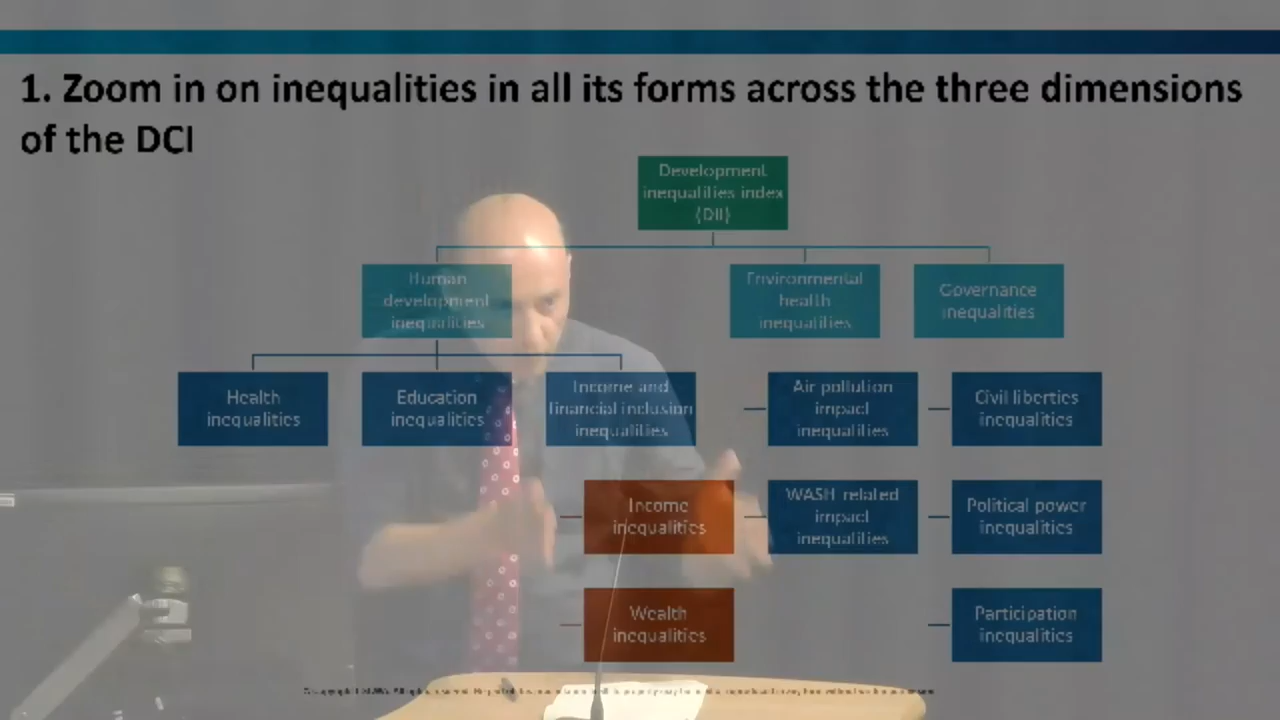 1. Zoom in on inequalities in all its forms across the three dimensions
of the DCI
Development
inequalities index
(DII)
Human
development
inequalities
Environmental
health
inequalities
Governance
inequalities
Health
inequalities
Education
inequalities
Income and
financial inclusion
inequalities
Air pollution
impact
inequalities
Civil liberties
inequalities
Income
inequalities
WASH related
impact
inequalities
Political power
inequalities
Wealth
inequalities
Participation
inequalities